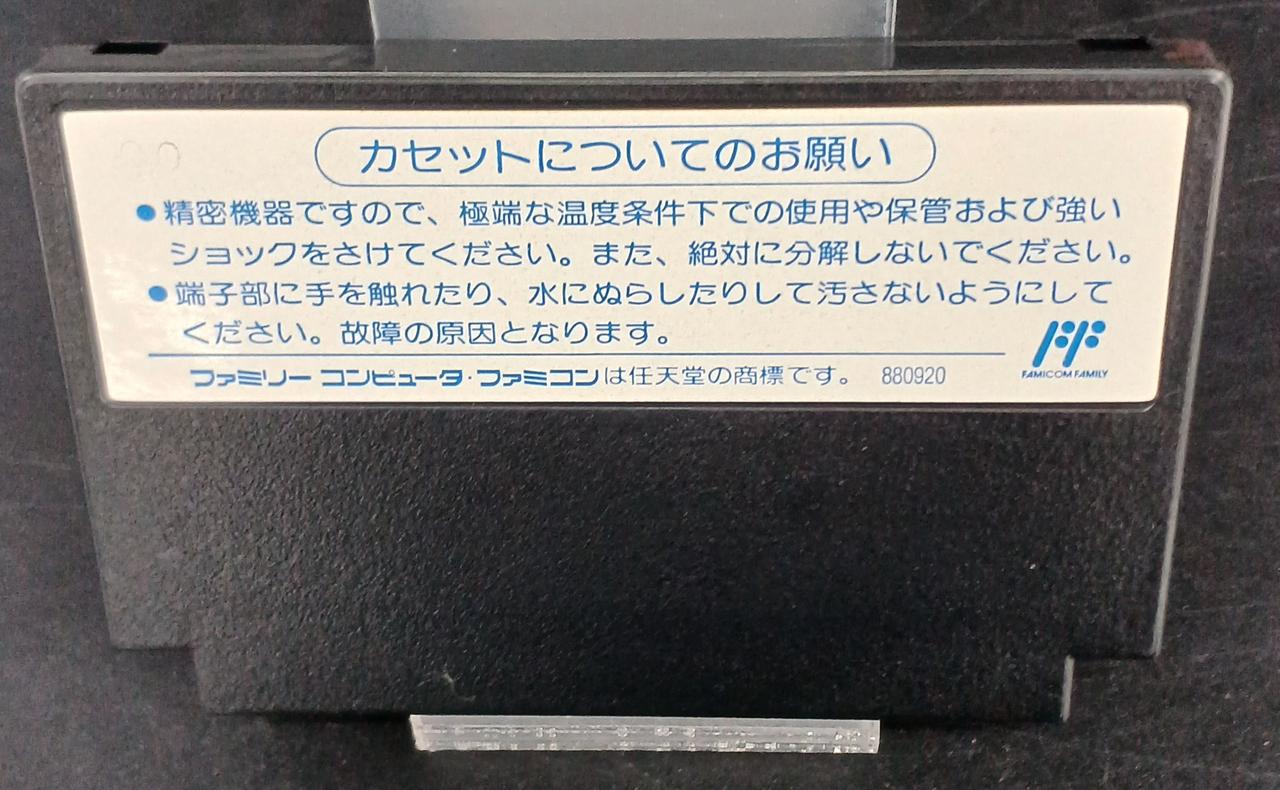 カセットについてのお願い
●精密機器ですので、極端な温度条件下での使用や保管および強い
ショックをさけてください。また、絶対に分解しないでください。
●端子部に手を触れたり、水にぬらしたりして汚さないようにして
ください。故障の原因となります。
FAMICOM FAMILY
ファミリーコンピュータ・ファミコンは任天堂の商標です。 880920